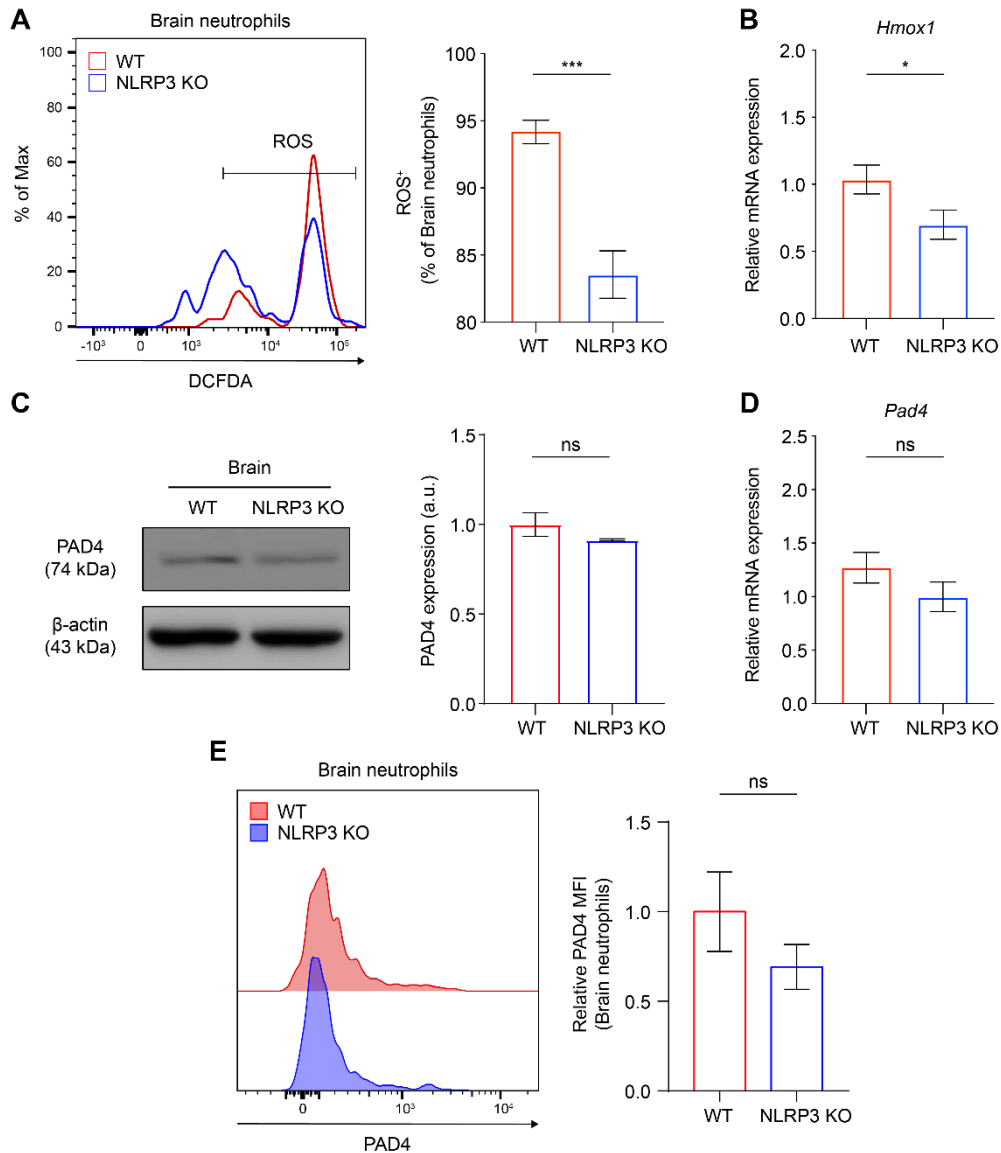 A
Brain neutrophils
WT
NLRP3 KO
ROS
% of Max
100
80
60
40
20
0
-10³
0
10³
10⁴
10⁵
DCFDA
ROS⁺
(% of Brain neutrophils)
100
95
90
85
80
***
WT
NLRP3 KO
B
Hmox1
Relative mRNA expression
2.0
1.5
1.0
0.5
0.0
*
WT
NLRP3 KO
C
Brain
WT NLRP3 KO
PAD4
(74 kDa)
β-actin
(43 kDa)
PAD4 expression (a.u.)
1.5
1.0
0.5
0.0
ns
WT
NLRP3 KO
D
Pad4
Relative mRNA expression
2.5
2.0
1.5
1.0
0.5
0.0
ns
WT
NLRP3 KO
E
Brain neutrophils
WT
NLRP3 KO
0
10³
10⁴
PAD4
Relative PAD4 MFI
(Brain neutrophils)
1.5
1.0
0.5
0.0
ns
WT
NLRP3 KO